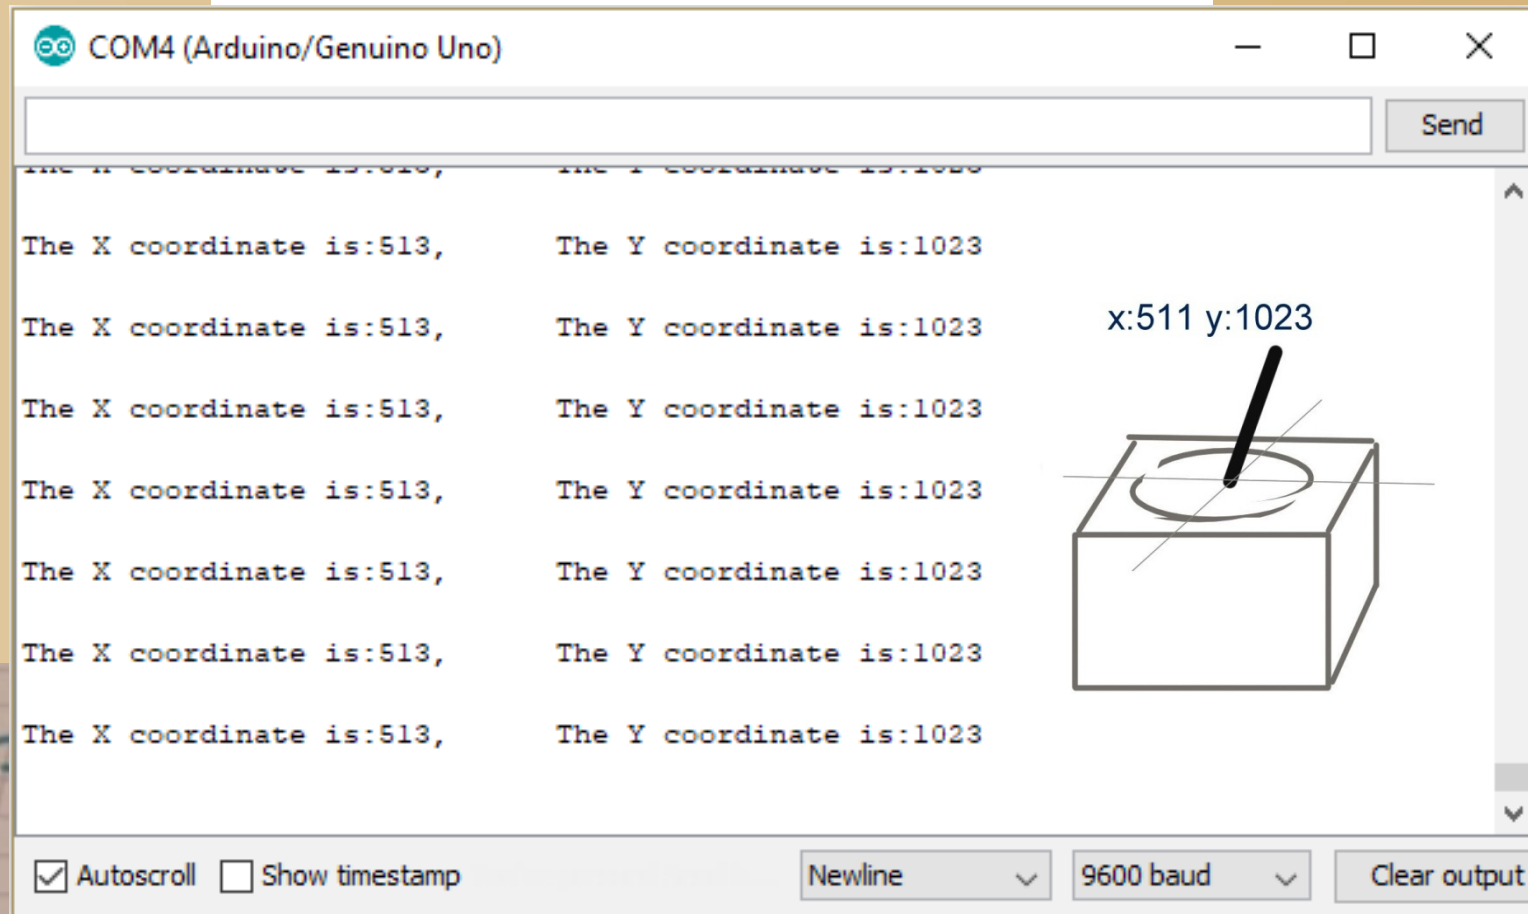 COM4 (Arduino/Genuino Uno)
Send
The X coordinate is:513, The Y coordinate is:1023
The X coordinate is:513, The Y coordinate is:1023
The X coordinate is:513, The Y coordinate is:1023
The X coordinate is:513, The Y coordinate is:1023
The X coordinate is:513, The Y coordinate is:1023
The X coordinate is:513, The Y coordinate is:1023
The X coordinate is:513, The Y coordinate is:1023
x:511 y:1023
Autoscroll Show timestamp Newline 9600 baud Clear output